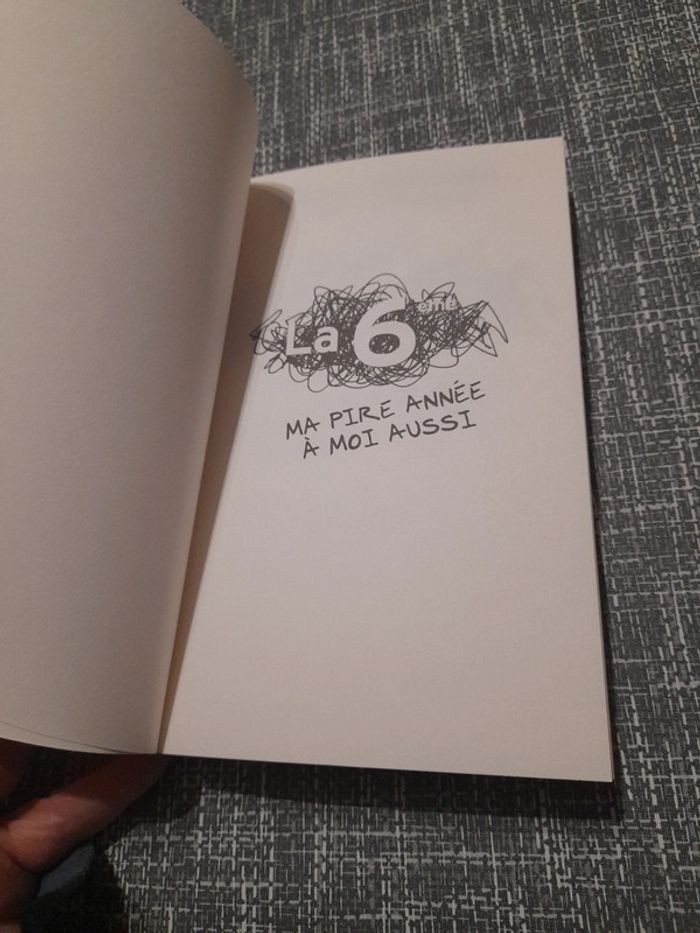 La 6ème
MA PIRE ANNÉE
À MOI AUSSI